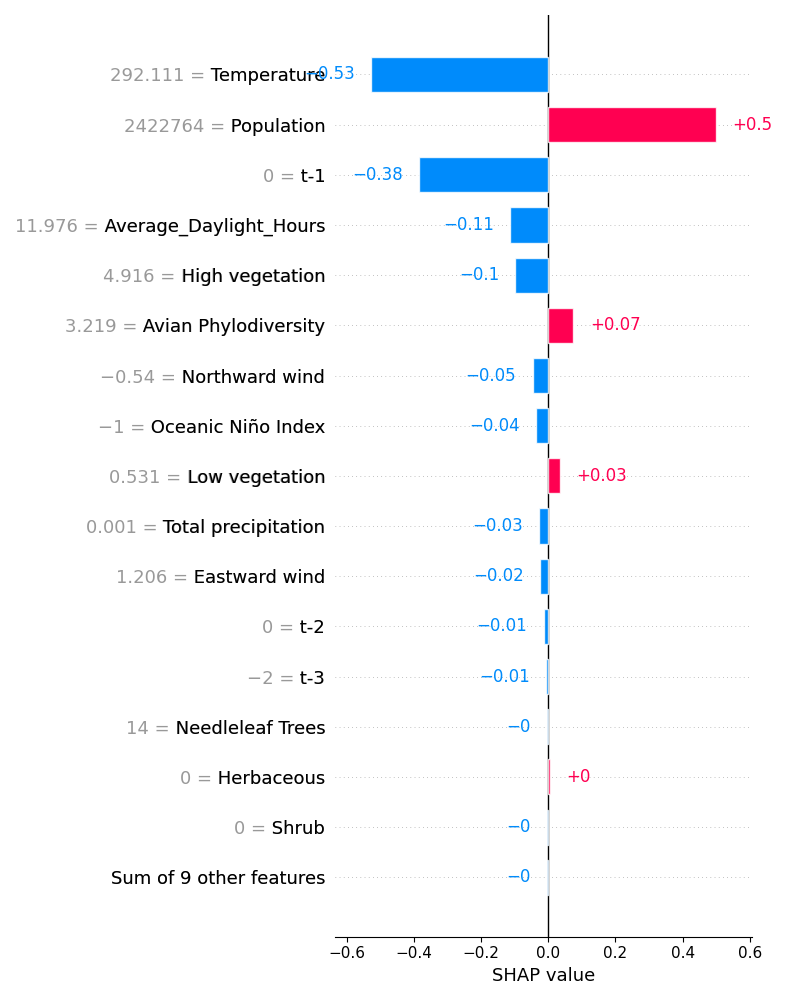 292.111 = Temperature −0.53
2422764 = Population +0.5
0 = t-1 −0.38
11.976 = Average_Daylight_Hours −0.11
4.916 = High vegetation −0.1
3.219 = Avian Phylodiversity +0.07
−0.54 = Northward wind −0.05
−1 = Oceanic Niño Index −0.04
0.531 = Low vegetation +0.03
0.001 = Total precipitation −0.03
1.206 = Eastward wind −0.02
0 = t-2 −0.01
−2 = t-3 −0.01
14 = Needleleaf Trees −0
0 = Herbaceous +0
0 = Shrub −0
Sum of 9 other features −0
−0.6 −0.4 −0.2 0.0 0.2 0.4 0.6
SHAP value